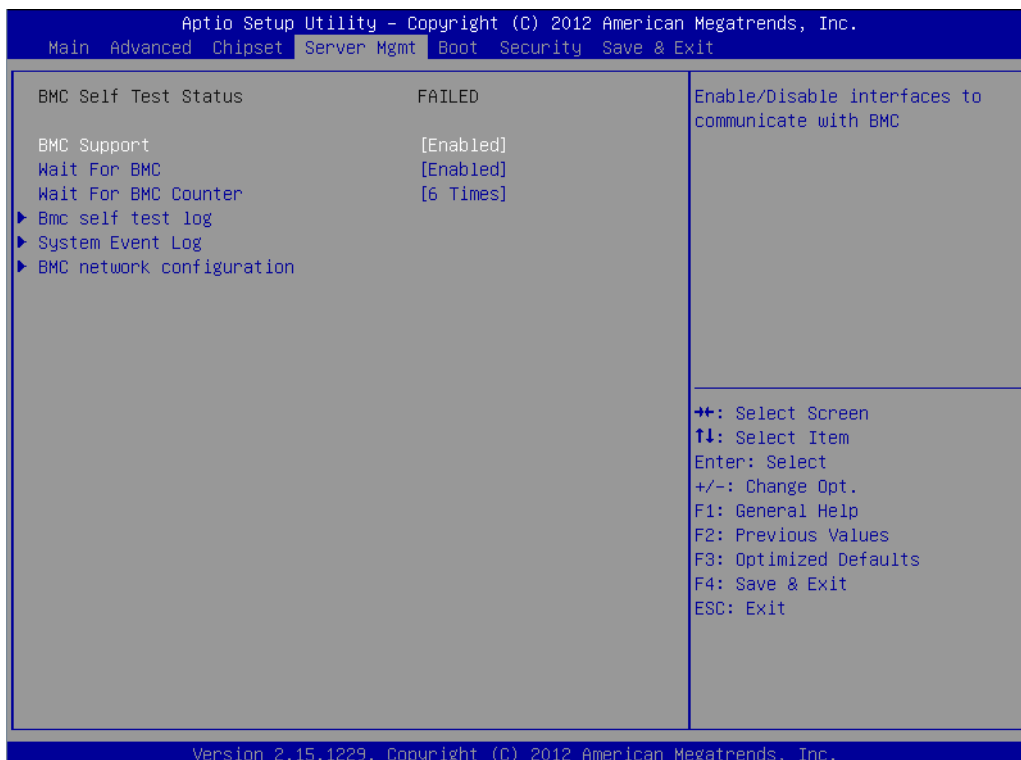 Aptio Setup Utility – Copyright (C) 2012 American Megatrends, Inc.
Main Advanced Chipset Server Mgmt Boot Security Save & Exit
BMC Self Test Status FAILED
BMC Support [Enabled]
Wait For BMC [Enabled]
Wait For BMC Counter [6 Times]
▶ Bmc self test log
▶ System Event Log
▶ BMC network configuration
Enable/Disable interfaces to
communicate with BMC
→←: Select Screen
↑↓: Select Item
Enter: Select
+/-: Change Opt.
F1: General Help
F2: Previous Values
F3: Optimized Defaults
F4: Save & Exit
ESC: Exit
Version 2.15.1229. Copyright (C) 2012 American Megatrends, Inc.